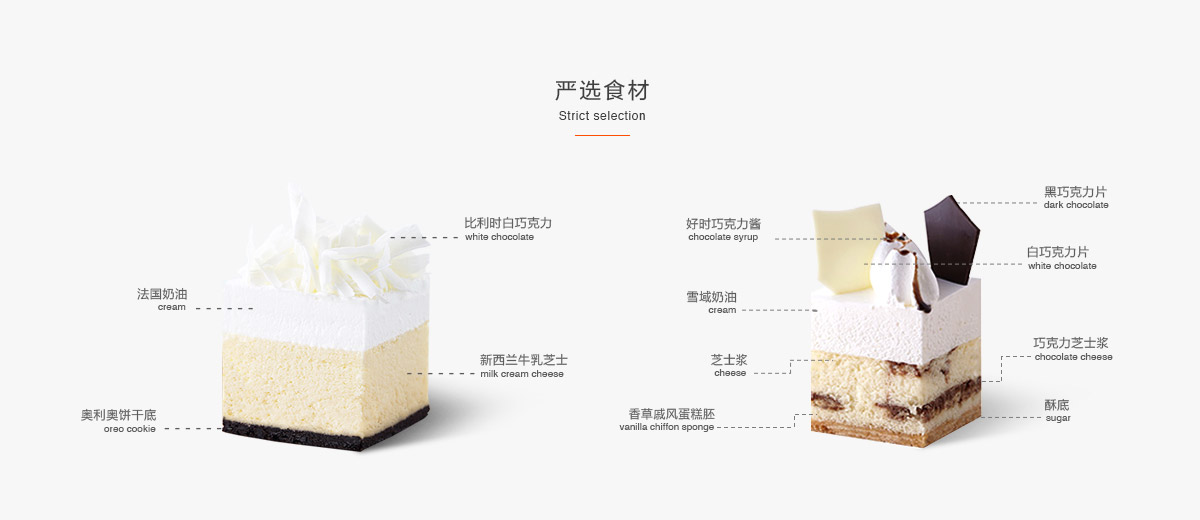 严选食材
Strict selection
比利时白巧克力
white chocolate
法国奶油
cream
新西兰牛乳芝士
milk cream cheese
奥利奥饼干底
oreo cookie
黑巧克力片
dark chocolate
好时巧克力酱
chocolate syrup
白巧克力片
white chocolate
雪域奶油
cream
巧克力芝士浆
chocolate cheese
芝士浆
cheese
酥底
sugar
香草戚风蛋糕胚
vanilla chiffon sponge